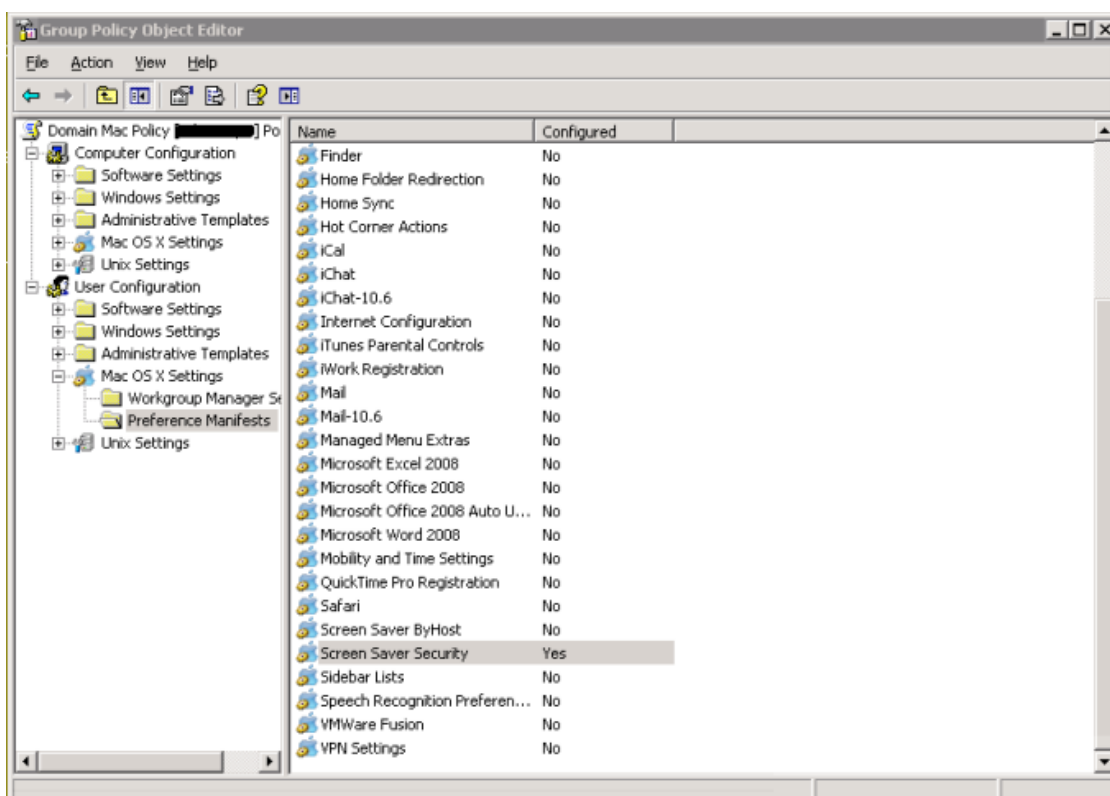 Group Policy Object Editor
File Action View Help
Domain Mac Policy [ ] Po
Computer Configuration
Software Settings
Windows Settings
Administrative Templates
Mac OS X Settings
Unix Settings
User Configuration
Software Settings
Windows Settings
Administrative Templates
Mac OS X Settings
Workgroup Manager Se
Preference Manifests
Unix Settings
Name Configured
Finder No
Home Folder Redirection No
Home Sync No
Hot Corner Actions No
iCal No
iChat No
iChat-10.6 No
Internet Configuration No
iTunes Parental Controls No
iWork Registration No
Mail No
Mail-10.6 No
Managed Menu Extras No
Microsoft Excel 2008 No
Microsoft Office 2008 No
Microsoft Office 2008 Auto U... No
Microsoft Word 2008 No
Mobility and Time Settings No
QuickTime Pro Registration No
Safari No
Screen Saver ByHost No
Screen Saver Security Yes
Sidebar Lists No
Speech Recognition Preferen... No
VMWare Fusion No
VPN Settings No